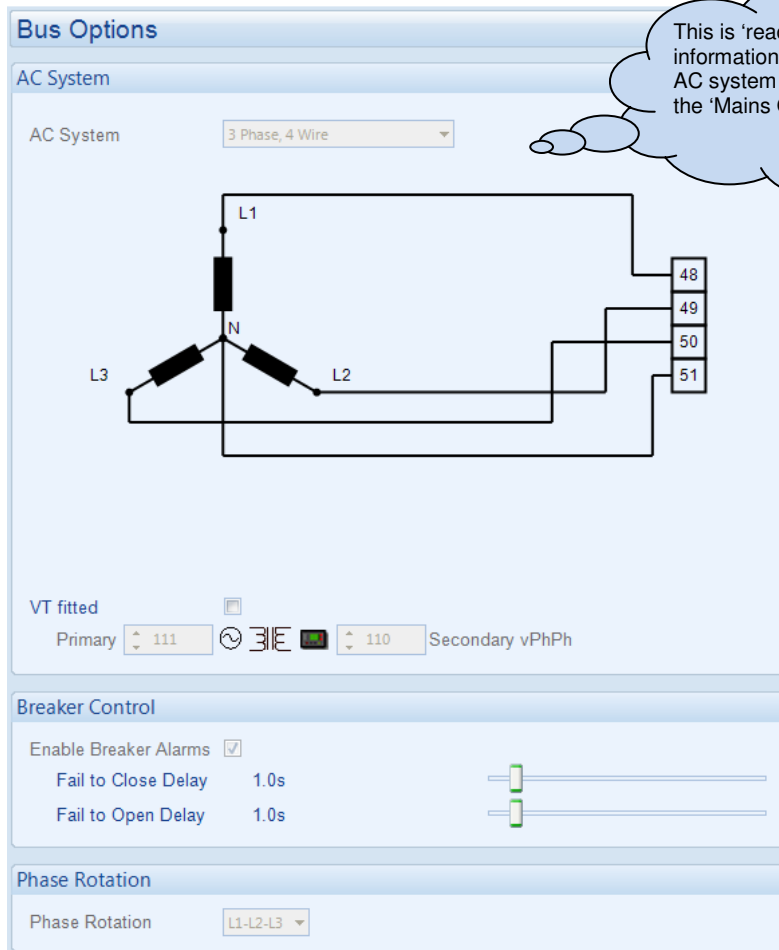 Bus Options
This is ‘read
information
AC system
the ‘Mains
AC System
AC System 3 Phase, 4 Wire
L1
48
49
N
50
L3 L2 51
VT fitted
Primary 111 110 Secondary vPhPh
Breaker Control
Enable Breaker Alarms
Fail to Close Delay 1.0s
Fail to Open Delay 1.0s
Phase Rotation
Phase Rotation L1-L2-L3